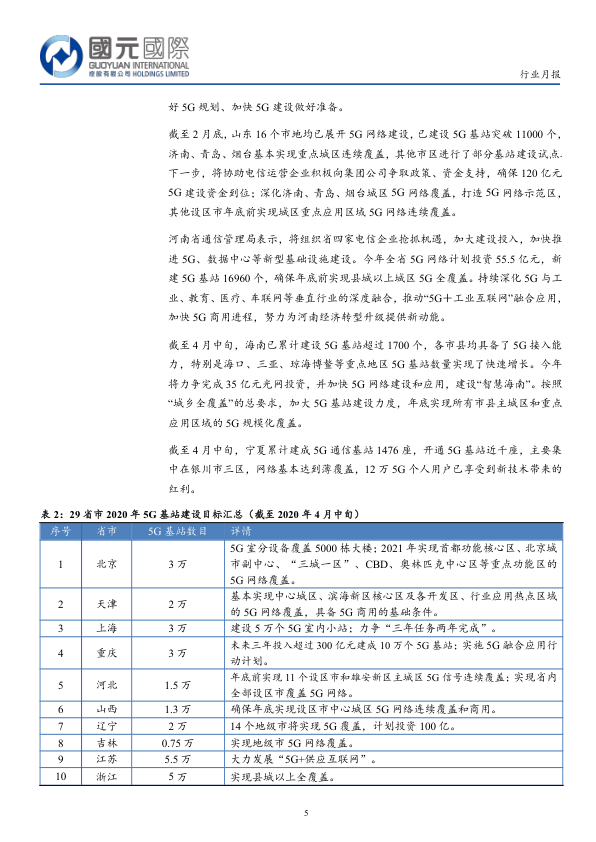 國元國際
GUOYUAN INTERNATIONAL
控股有限公司 HOLDINGS LIMITED
行业月报
好 5G 规划、加快 5G 建设做好准备。
截至 2 月底，山东 16 个市地均已展开 5G 网络建设，已建设 5G 基站突破 11000 个，
济南、青岛、烟台基本实现重点城区连续覆盖，其他市区进行了部分基站建设试点.
下一步，将协助电信运营企业积极向集团公司争取政策、资金支持，确保 120 亿元
5G 建设资金到位；深化济南、青岛、烟台城区 5G 网络覆盖，打造 5G 网络示范区，
其他设区市年底前实现城区重点应用区域 5G 网络连续覆盖。
河南省通信管理局表示，将组织省四家电信企业抢抓机遇，加大建设投入，加快推
进 5G、数据中心等新型基础设施建设。今年全省 5G 网络计划投资 55.5 亿元，新
建 5G 基站 16960 个，确保年底前实现县城以上城区 5G 全覆盖。持续深化 5G 与工
业、教育、医疗、车联网等垂直行业的深度融合，推动“5G＋工业互联网”融合应用，
加快 5G 商用进程，努力为河南经济转型升级提供新动能。
截至 4 月中旬，海南已累计建设 5G 基站超过 1700 个，各市县均具备了 5G 接入能
力，特别是海口、三亚、琼海博鳌等重点地区 5G 基站数量实现了快速增长。今年
将力争完成 35 亿元光网投资，并加快 5G 网络建设和应用，建设“智慧海南”。按照
“城乡全覆盖”的总要求，加大 5G 基站建设力度，年底实现所有市县主城区和重点
应用区域的 5G 规模化覆盖。
截至 4 月中旬，宁夏累计建成 5G 通信基站 1476 座，开通 5G 基站近千座，主要集
中在银川市三区，网络基本达到薄覆盖，12 万 5G 个人用户已享受到新技术带来的
红利。
表 2：29 省市 2020 年 5G 基站建设目标汇总（截至 2020 年 4 月中旬）
序号 省市 5G 基站数目 详情
1 北京 3 万 5G 室分设备覆盖 5000 栋大楼；2021 年实现首都功能核心区、北京城
市副中心、“三城一区”、CBD、奥林匹克中心区等重点功能区的
5G 网络覆盖。
2 天津 2 万 基本实现中心城区、滨海新区核心区及各开发区、行业应用热点区域
的 5G 网络覆盖，具备 5G 商用的基础条件。
3 上海 3 万 建设 5 万个 5G 室内小站；力争“三年任务两年完成”。
4 重庆 3 万 未来三年投入超过 300 亿元建成 10 万个 5G 基站；实施 5G 融合应用行
动计划。
5 河北 1.5 万 年底前实现 11 个设区市和雄安新区主城区 5G 信号连续覆盖；实现省内
全部设区市覆盖 5G 网络。
6 山西 1.3 万 确保年底实现设区市中心城区 5G 网络连续覆盖和商用。
7 辽宁 2 万 14 个地级市将实现 5G 覆盖，计划投资 100 亿。
8 吉林 0.75 万 实现地级市 5G 网络覆盖。
9 江苏 5.5 万 大力发展“5G+供应互联网”。
10 浙江 5 万 实现县城以上全覆盖。
5